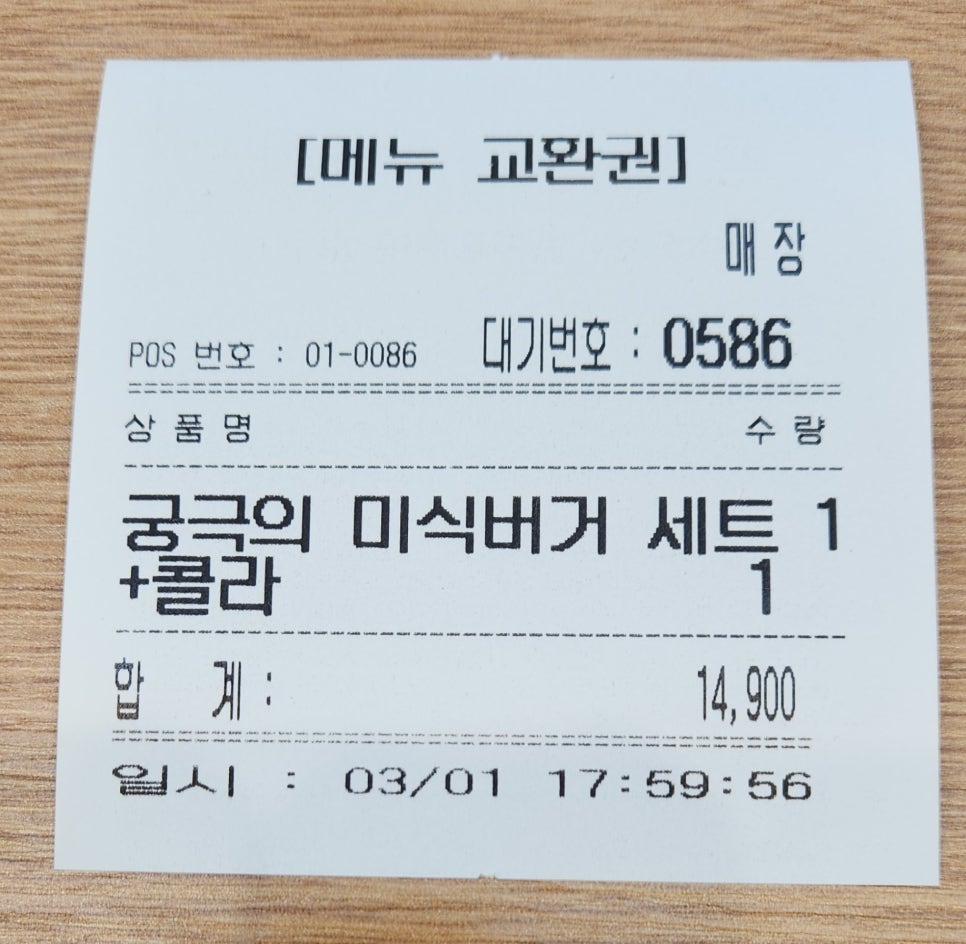 [메뉴 교환권]
매장
POS 번호 : 01-0086 대기번호 : 0586
상품명 수량
궁극의 미식버거 세트 1
+콜라 1
합 계 : 14,900
일시 : 03/01 17:59:56